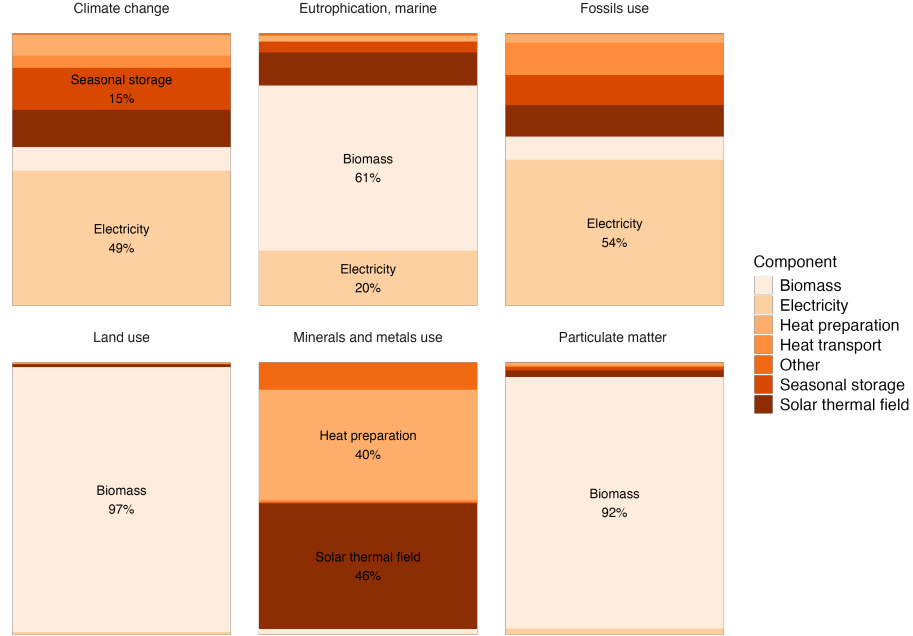 Climate change
Eutrophication, marine
Fossils use
Seasonal storage
15%
Electricity
49%
Biomass
61%
Electricity
20%
Electricity
54%
Land use
Minerals and metals use
Particulate matter
Biomass
97%
Heat preparation
40%
Solar thermal field
46%
Biomass
92%
Component
Biomass
Electricity
Heat preparation
Heat transport
Other
Seasonal storage
Solar thermal field